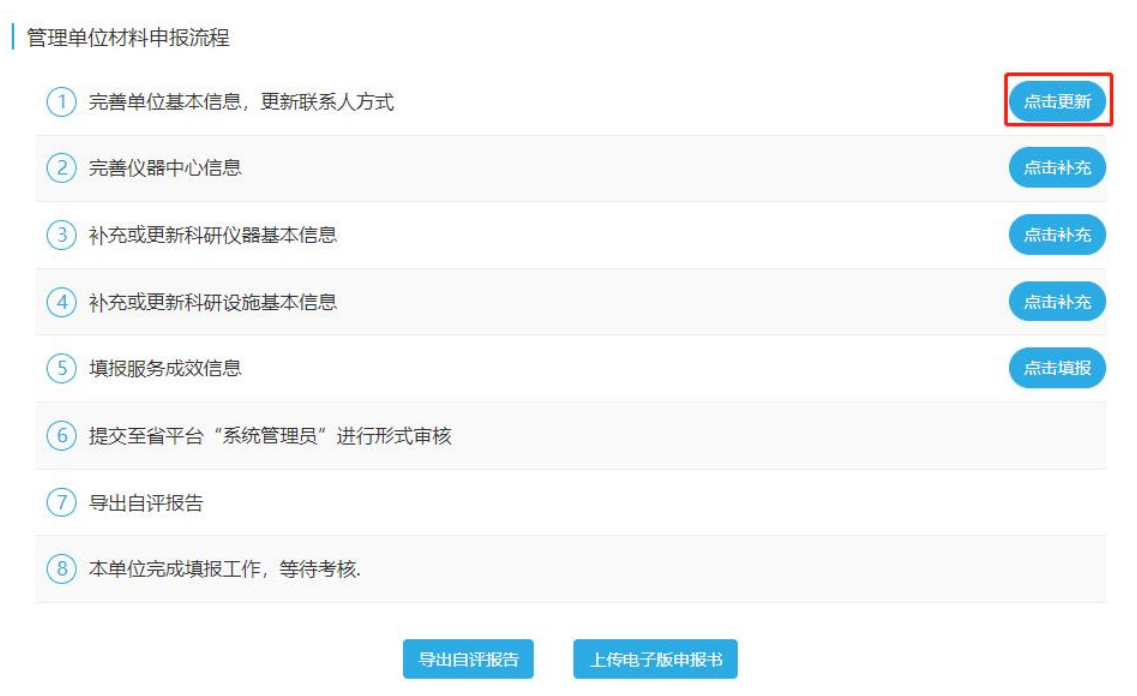 管理单位材料申报流程
① 完善单位基本信息，更新联系人方式 点击更新
② 完善仪器中心信息 点击补充
③ 补充或更新科研仪器基本信息 点击补充
④ 补充或更新科研设施基本信息 点击补充
⑤ 填报服务成效信息 点击填报
⑥ 提交至省平台“系统管理员”进行形式审核
⑦ 导出自评报告
⑧ 本单位完成填报工作，等待考核.
导出自评报告 上传电子版申报书